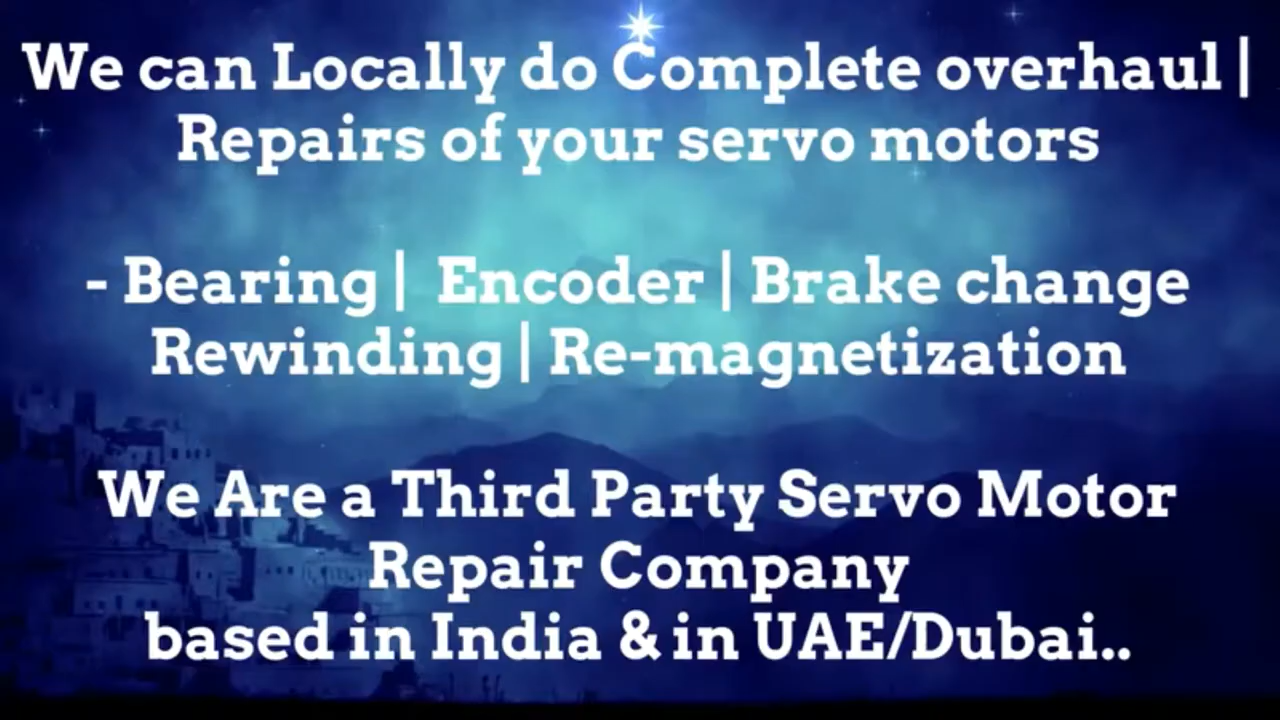 We can Locally do Complete overhaul |
Repairs of your servo motors
- Bearing | Encoder | Brake change
Rewinding | Re-magnetization
We Are a Third Party Servo Motor
Repair Company
based in India & in UAE/Dubai..